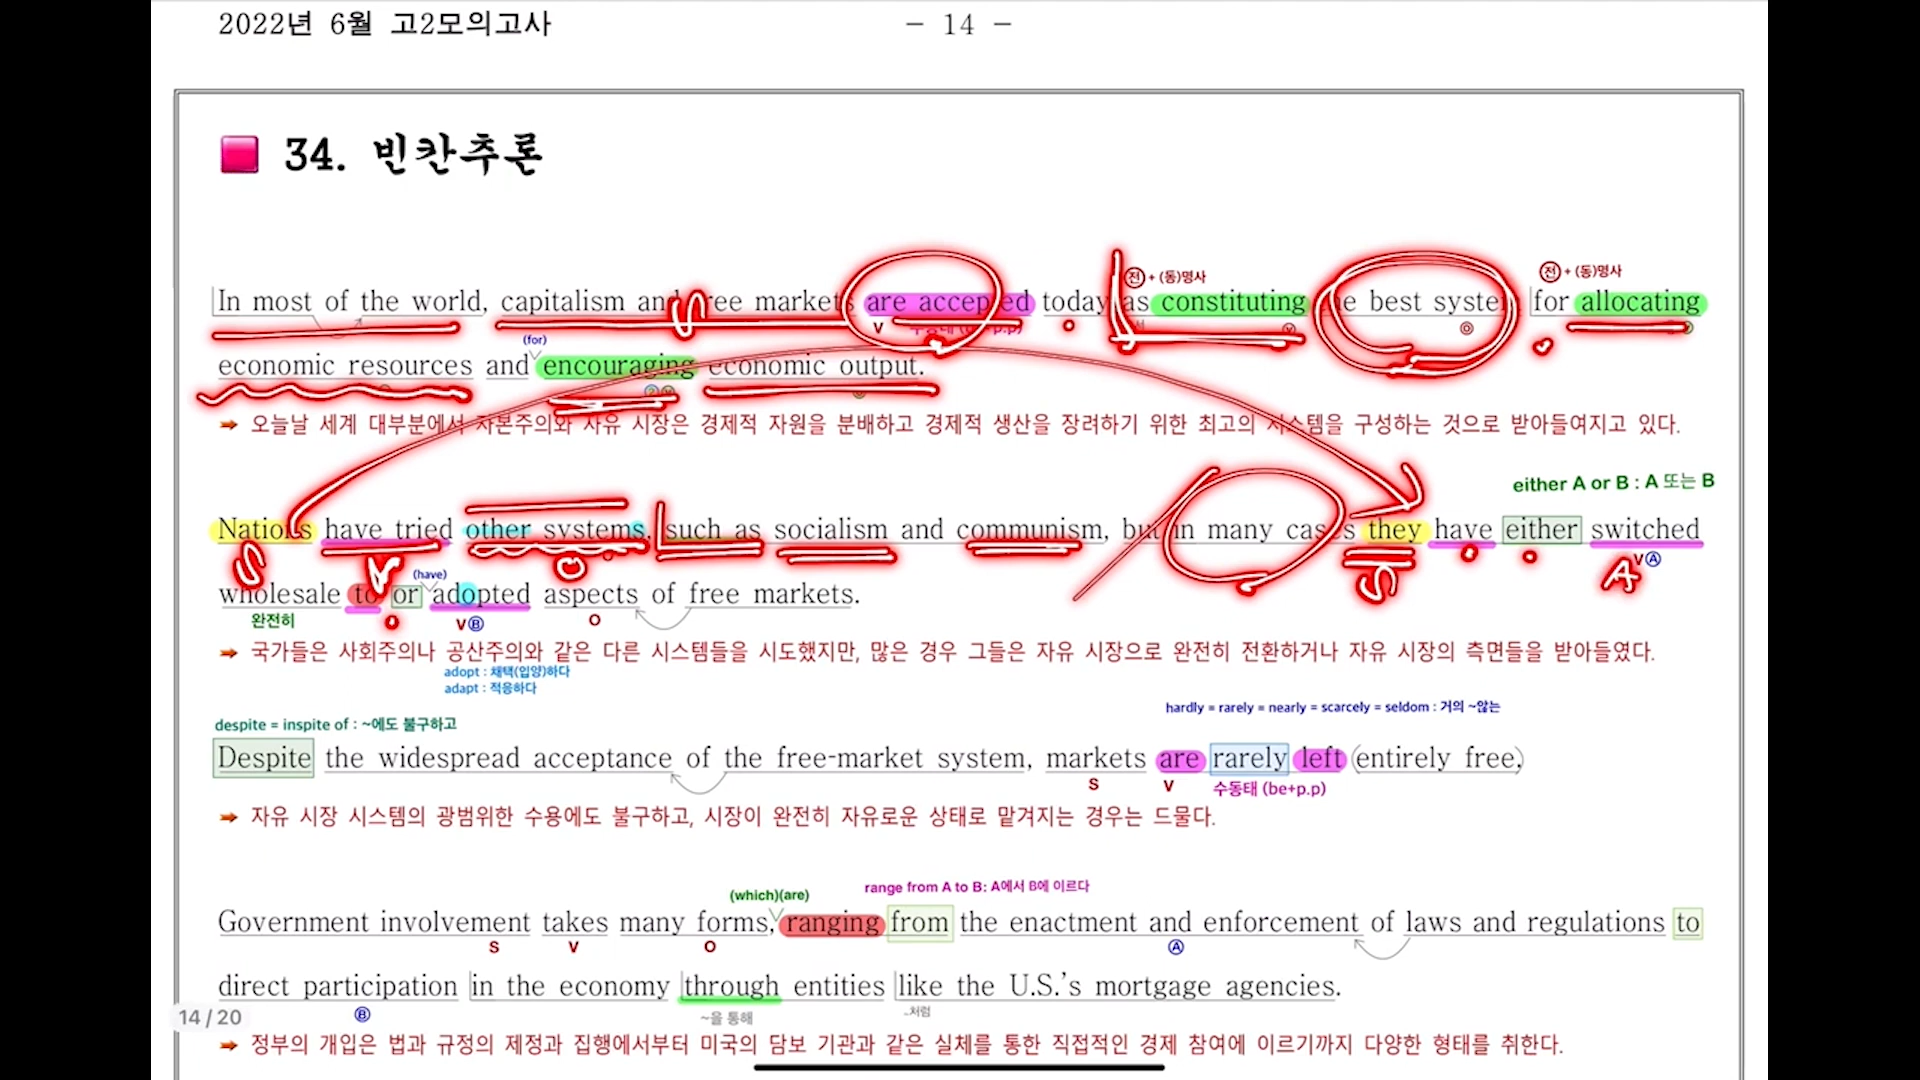 2022년 6월 고2모의고사 - 14 -
34. 빈칸추론
전 + (동)명사 전 + (동)명사
In most of the world, capitalism and free markets are accepted today as constituting the best system for allocating
V
(for)
economic resources and encouraging economic output.
➡ 오늘날 세계 대부분에서 자본주의와 사유 시장은 경제적 자원을 분배하고 경제적 생산을 장려하기 위한 최고의 시스템을 구성하는 것으로 받아들여지고 있다.
either A or B : A 또는 B
Nations have tried other systems, such as socialism and communism, but in many cases they have either switched
S V O S V Ⓐ A
(have)
wholesale to or adopted aspects of free markets.
완전히 V Ⓑ O
➡ 국가들은 사회주의나 공산주의와 같은 다른 시스템들을 시도했지만, 많은 경우 그들은 자유 시장으로 완전히 전환하거나 자유 시장의 측면들을 받아들였다.
adopt : 채택(입양)하다
adapt : 적응하다
despite = inspite of : ~에도 불구하고 hardly = rarely = nearly = scarcely = seldom : 거의 ~않는
Despite the widespread acceptance of the free-market system, markets are rarely left (entirely free,)
S V 수동태 (be+p.p)
➡ 자유 시장 시스템의 광범위한 수용에도 불구하고, 시장이 완전히 자유로운 상태로 맡겨지는 경우는 드물다.
(which)(are) range from A to B: A에서 B에 이르다
Government involvement takes many forms, ranging from the enactment and enforcement of laws and regulations to
S V O Ⓐ
direct participation in the economy through entities like the U.S.'s mortgage agencies.
14 / 20 Ⓑ ~을 통해 ..처럼
➡ 정부의 개입은 법과 규정의 제정과 집행에서부터 미국의 담보 기관과 같은 실체를 통한 직접적인 경제 참여에 이르기까지 다양한 형태를 취한다.